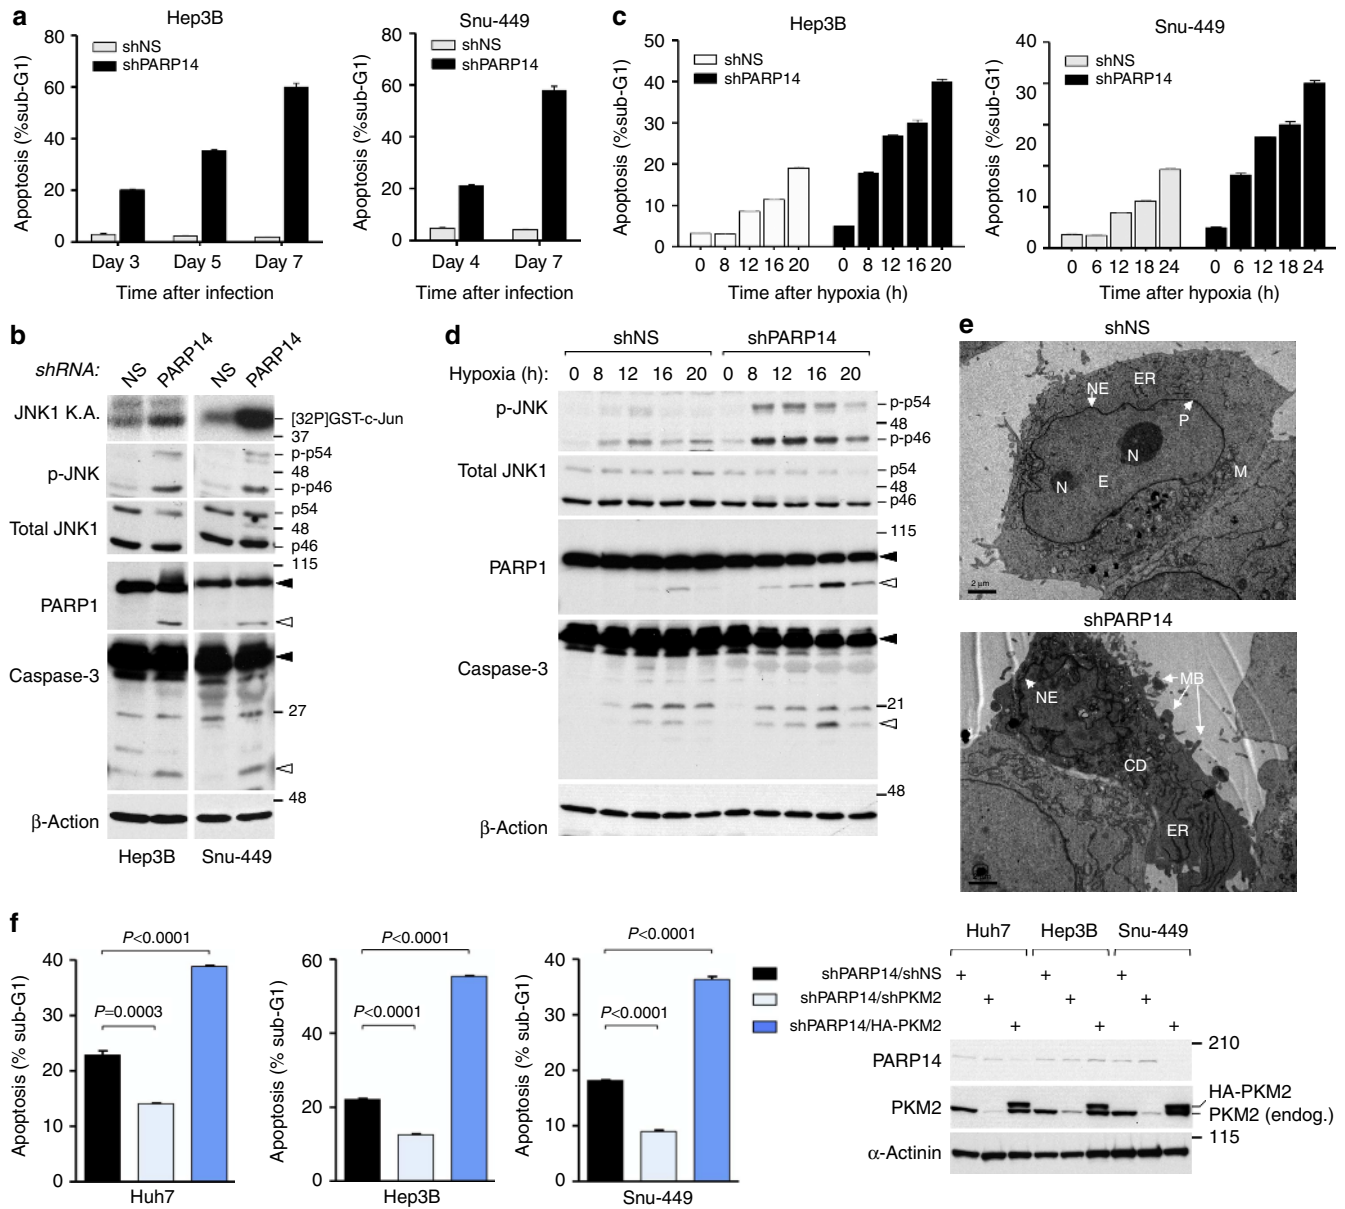 a
Hep3B
80
60
40
20
0
Apoptosis (%sub-G1)
shNS
shPARP14
Day 3 Day 5 Day 7
Time after infection
Snu-449
80
60
40
20
0
Apoptosis (%sub-G1)
shNS
shPARP14
Day 4 Day 7
Time after infection
c
Hep3B
50
40
30
20
10
0
Apoptosis (%sub-G1)
shNS
shPARP14
0 8 12 16 20 0 8 12 16 20
Time after hypoxia (h)
Snu-449
40
30
20
10
0
Apoptosis (%sub-G1)
shNS
shPARP14
0 6 12 18 24 0 6 12 18 24
Time after hypoxia (h)
b
shRNA: NS PARP14 NS PARP14
JNK1 K.A.
[32P]GST-c-Jun
37
p-JNK
p-p54
48
p-p46
Total JNK1
p54
48
p46
115
PARP1
Caspase-3
27
48
β-Action
Hep3B Snu-449
d
shNS shPARP14
Hypoxia (h): 0 8 12 16 20 0 8 12 16 20
p-JNK
p-p54
48
p-p46
Total JNK1
p54
48
p46
115
PARP1
Caspase-3
21
48
β-Action
e
shNS
NE ER
P
N
N E M
2 μm
shPARP14
NE MB
CD
ER
f
P<0.0001
P=0.0003
40
30
20
10
0
Apoptosis (% sub-G1)
Huh7
P<0.0001
P<0.0001
60
40
20
0
Apoptosis (% sub-G1)
Hep3B
P<0.0001
P<0.0001
40
30
20
10
0
Apoptosis (% sub-G1)
Snu-449
Huh7 Hep3B Snu-449
shPARP14/shNS + + +
shPARP14/shPKM2 + + +
shPARP14/HA-PKM2 + + +
210
PARP14
PKM2
HA-PKM2
PKM2 (endog.)
115
α-Actinin